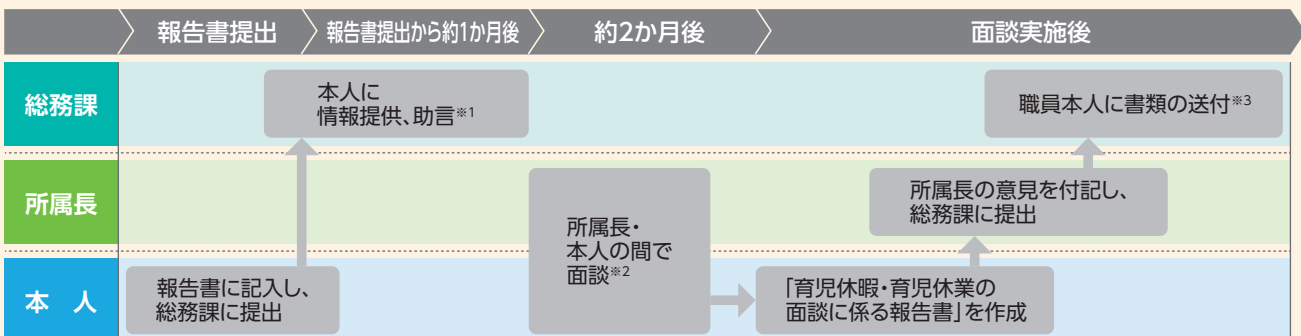 報告書提出
報告書提出から約1か月後
約2か月後
面談実施後
総務課
本人に
情報提供、助言※1
職員本人に書類の送付※3
所属長
所属長・
本人の間で
面談※2
所属長の意見を付記し、
総務課に提出
本 人
報告書に記入し、
総務課に提出
「育児休暇・育児休業の
面談に係る報告書」を作成